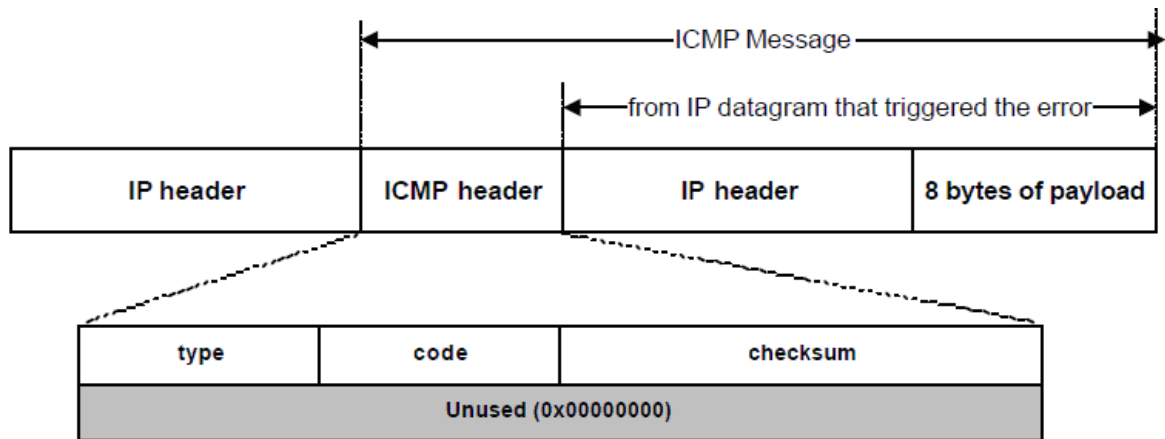 ICMP Message
from IP datagram that triggered the error
IP header ICMP header IP header 8 bytes of payload
type code checksum
Unused (0x00000000)